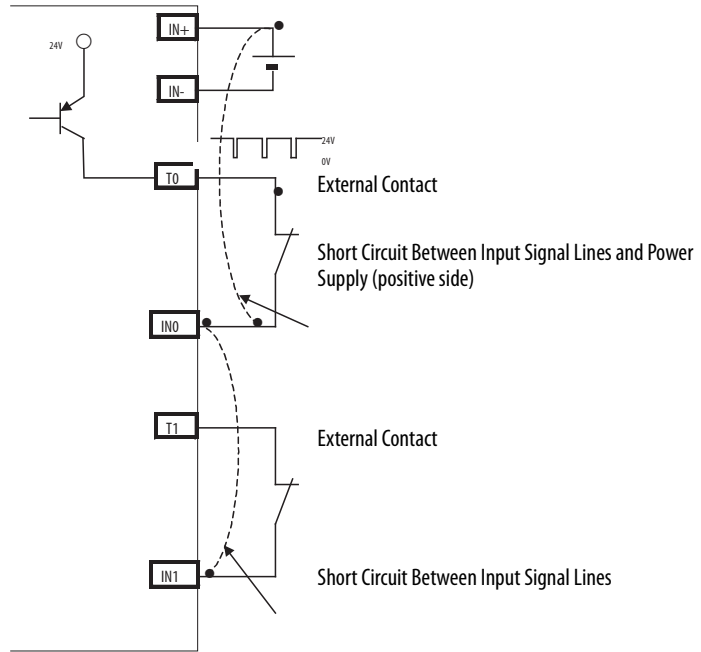 IN+
24V
IN-
24V
0V
T0
External Contact
Short Circuit Between Input Signal Lines and Power
Supply (positive side)
IN0
T1
External Contact
IN1
Short Circuit Between Input Signal Lines